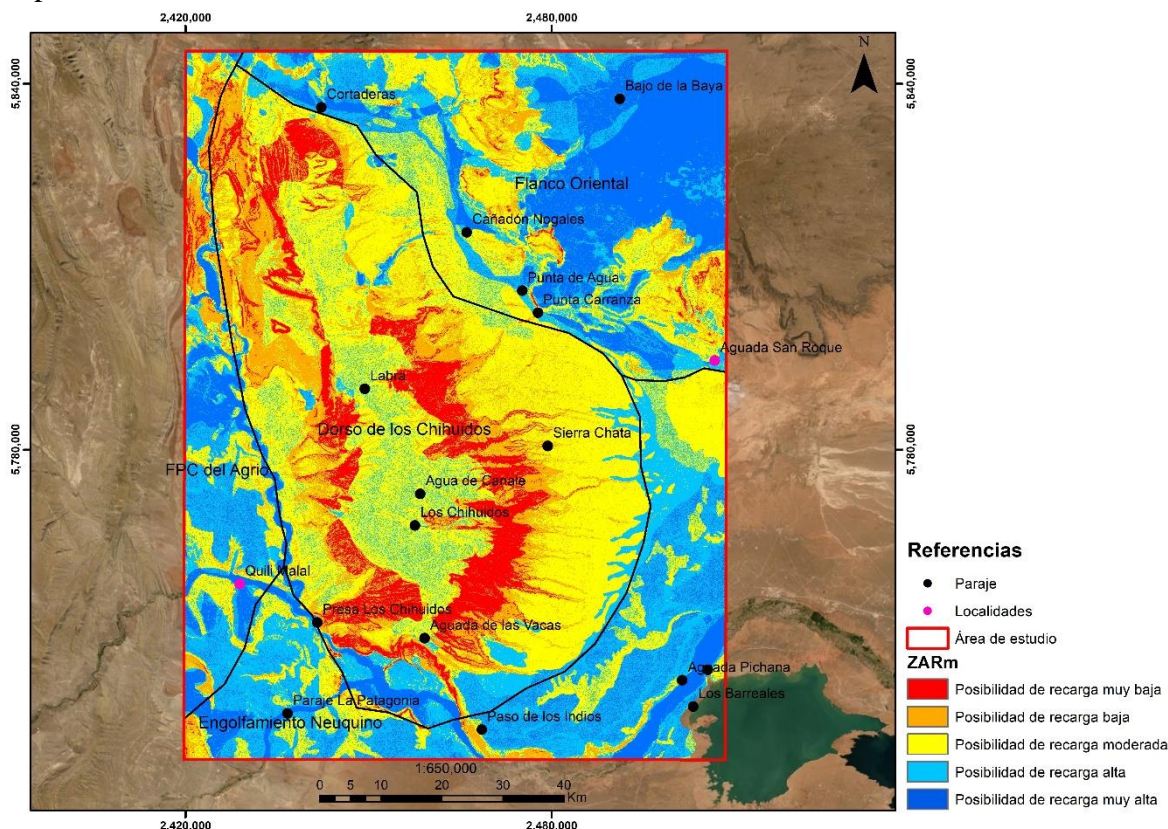 2,420,000
2,480,000
N
5,840,000
5,840,000
Bajo de la Baya
Cortaderas
Flanco Oriental
Cañadón Nogales
Punta de Agua
Punta Carranza
Aguada San Roque
Labra
Dorso de los Chihuidos
Sierra Chata
5,780,000
5,780,000
FPC del Agrio
Agua de Canale
Los Chihuidos
Quili Malal
Presa Los Chihuidos
Aguada de las Vacas
Aguada Pichana
Los Barreales
Paraje La Patagonia
Engolfamiento Neuquino
Paso de los Indios
1:650,000
0 5 10 20 30 40
Km
2,420,000
2,480,000
Referencias
Paraje
Localidades
Área de estudio
ZARm
Posibilidad de recarga muy baja
Posibilidad de recarga baja
Posibilidad de recarga moderada
Posibilidad de recarga alta
Posibilidad de recarga muy alta